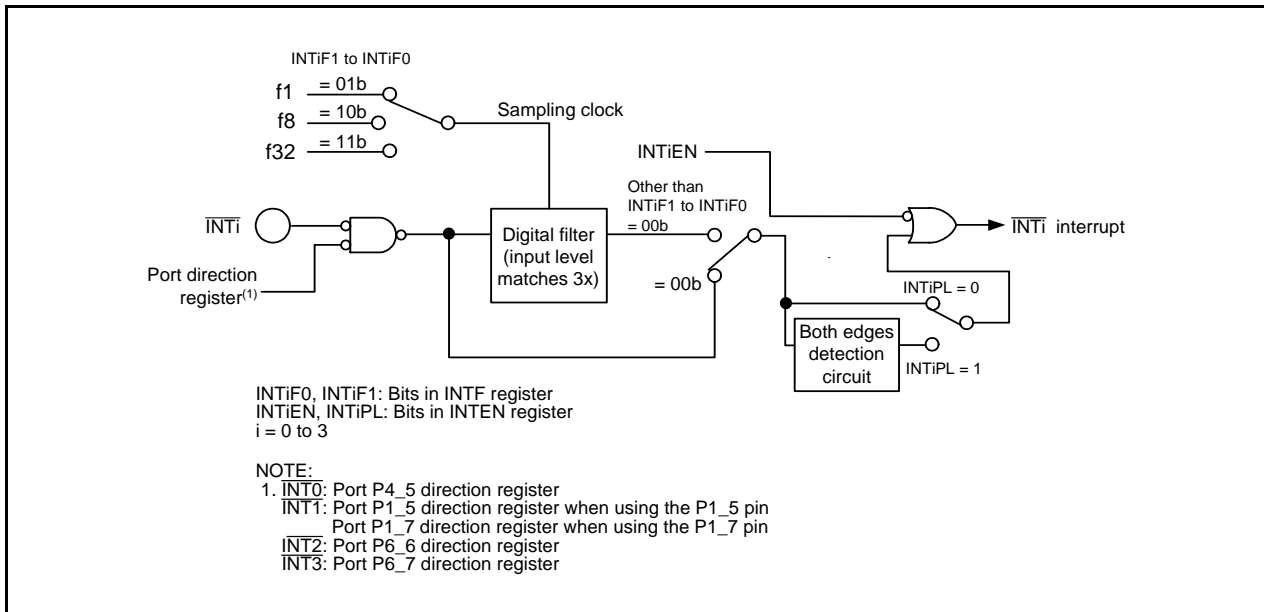 INTiF1 to INTiF0
f1
= 01b
f8
= 10b
f32
= 11b
Sampling clock
INTiEN
Other than
INTiF1 to INTiF0
= 00b
INTi
Digital filter
(input level
matches 3x)
INTi interrupt
Port direction
register(1)
= 00b
INTiPL = 0
Both edges
detection
circuit
INTiPL = 1
INTiF0, INTiF1: Bits in INTF register
INTiEN, INTiPL: Bits in INTEN register
i = 0 to 3
NOTE:
1. INT0: Port P4_5 direction register
INT1: Port P1_5 direction register when using the P1_5 pin
Port P1_7 direction register when using the P1_7 pin
INT2: Port P6_6 direction register
INT3: Port P6_7 direction register